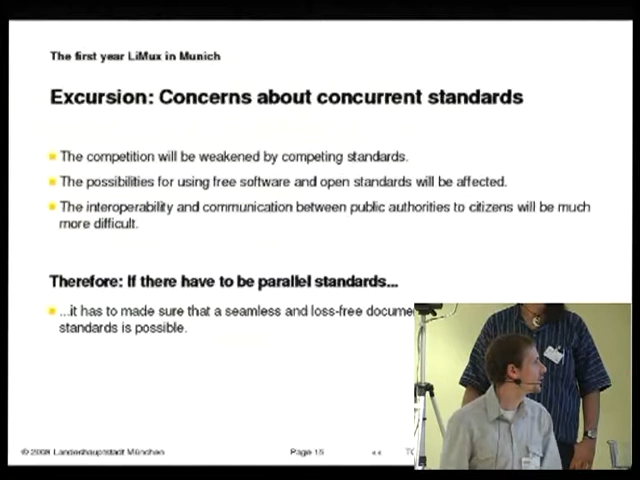 The first year LiMux in Munich
Excursion: Concerns about concurrent standards
The competition will be weakened by competing standards.
The possibilities for using free software and open standards will be affected.
The interoperability and communication between public authorities to citizens will be much
more difficult.
Therefore: If there have to be parallel standards...
...it has to made sure that a seamless and loss-free docume
standards is possible.
© 2008 Landeshauptstadt München
Page 15